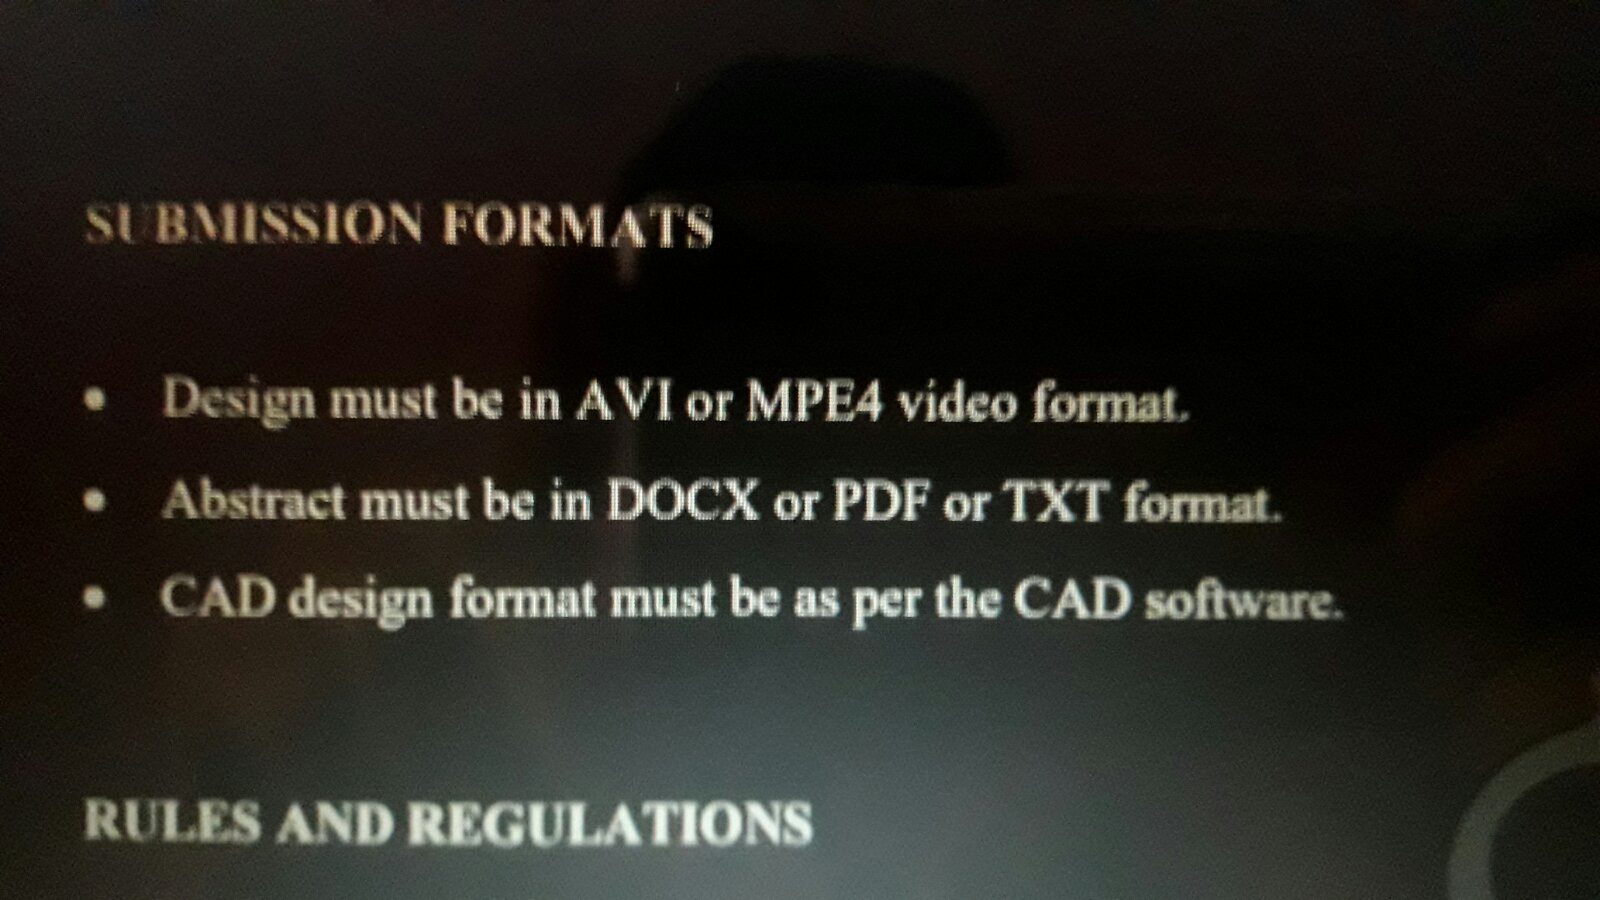 SUBMISSION FORMATS
• Design must be in AVI or MPE4 video format.
• Abstract must be in DOCX or PDF or TXT format.
• CAD design format must be as per the CAD software.
RULES AND REGULATIONS